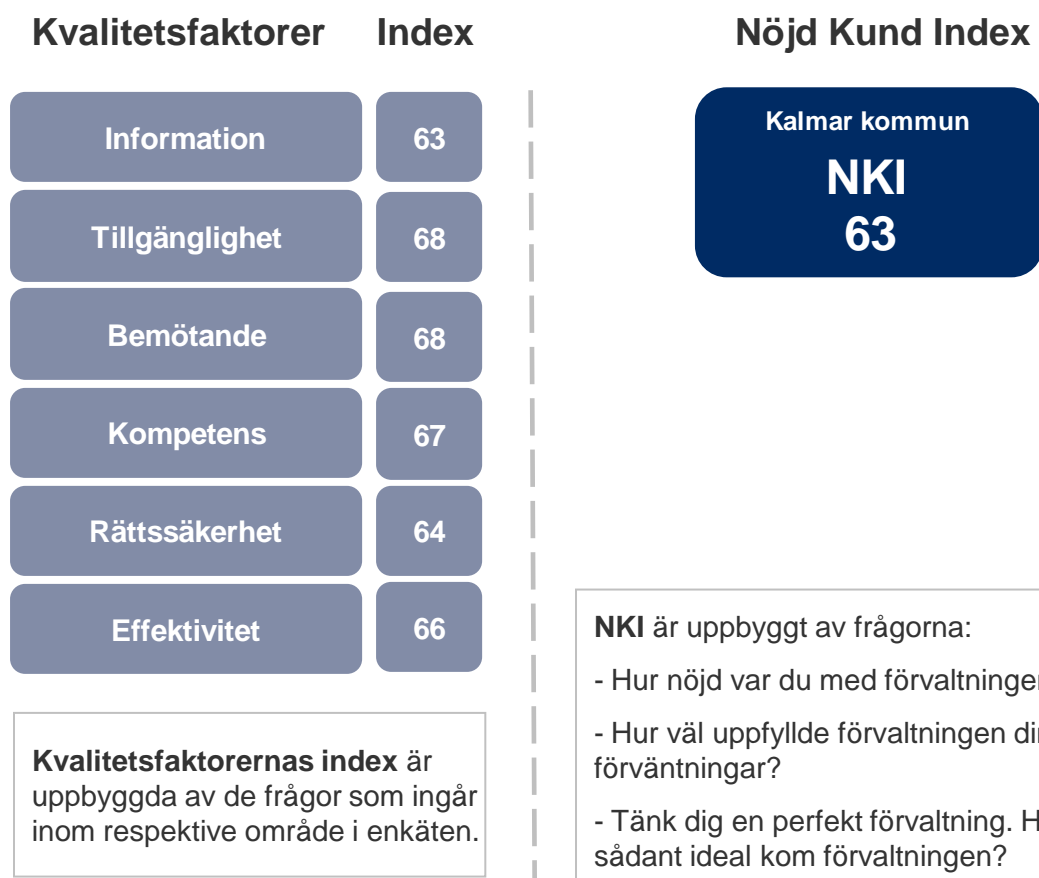 Kvalitetsfaktorer Index
Information 63
Tillgänglighet 68
Bemötande 68
Kompetens 67
Rättssäkerhet 64
Effektivitet 66
Kvalitetsfaktorernas index är
uppbyggda av de frågor som ingår
inom respektive område i enkäten.
Nöjd Kund Index
Kalmar kommun
NKI
63
NKI är uppbyggt av frågorna:
- Hur nöjd var du med
- Hur väl uppfyllde förvaltningen
förväntningar?
- Tänk dig en perfekt förvaltning.
sådant ideal kom förvaltningen?